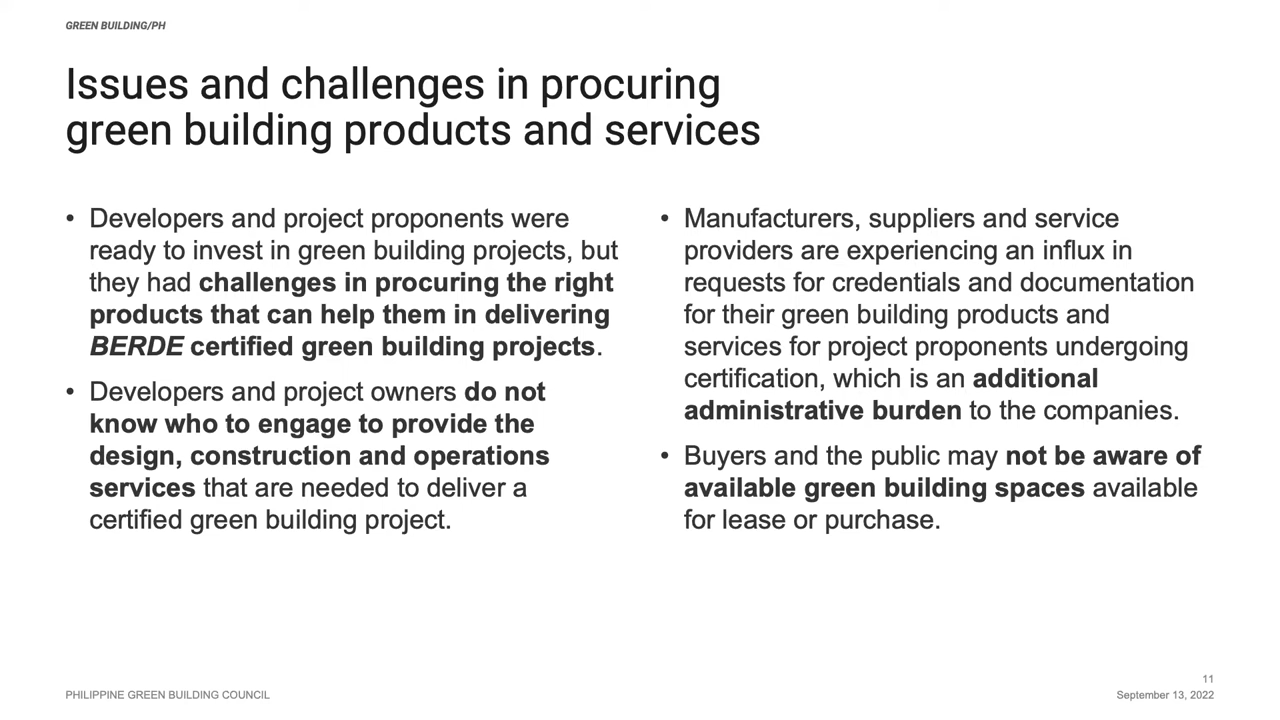 GREEN BUILDING/PH
Issues and challenges in procuring
green building products and services
• Developers and project proponents were
ready to invest in green building projects, but
they had challenges in procuring the right
products that can help them in delivering
BERDE certified green building projects.
• Developers and project owners do not
know who to engage to provide the
design, construction and operations
services that are needed to deliver a
certified green building project.
• Manufacturers, suppliers and service
providers are experiencing an influx in
requests for credentials and documentation
for their green building products and
services for project proponents undergoing
certification, which is an additional
administrative burden to the companies.
• Buyers and the public may not be aware of
available green building spaces available
for lease or purchase.
PHILIPPINE GREEN BUILDING COUNCIL
11
September 13, 2022